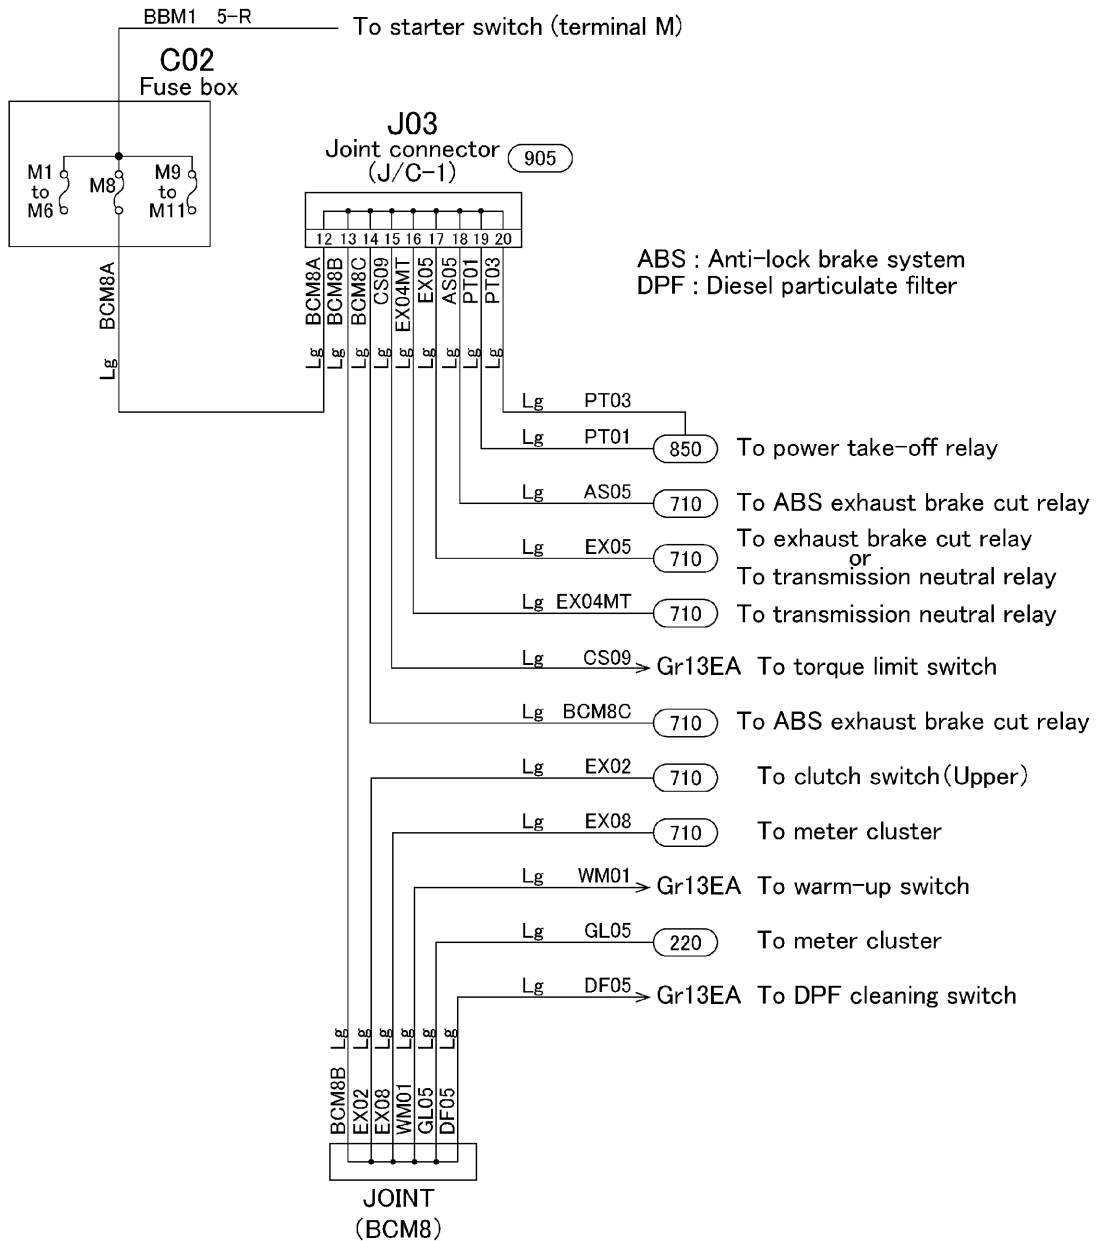 BBM1 5-R
To starter switch (terminal M)
C02
Fuse box
M1
to
M6
M8
M9
to
M11
J03
Joint connector
(J/C-1)
905
12 13 14 15 16 17 18 19 20
BCM8A
BCM8A
BCM8B
BCM8C
CS09
EX04MT
EX05
AS05
PT01
PT03
Lg
Lg
Lg
Lg
Lg
Lg
Lg
Lg
Lg
Lg
ABS : Anti-lock brake system
DPF : Diesel particulate filter
Lg PT03
Lg PT01 850 To power take-off relay
Lg AS05 710 To ABS exhaust brake cut relay
Lg EX05 710 To exhaust brake cut relay
or
To transmission neutral relay
Lg EX04MT 710 To transmission neutral relay
Lg CS09 Gr13EA To torque limit switch
Lg BCM8C 710 To ABS exhaust brake cut relay
Lg EX02 710 To clutch switch(Upper)
Lg EX08 710 To meter cluster
Lg WM01 Gr13EA To warm-up switch
Lg GL05 220 To meter cluster
Lg DF05 Gr13EA To DPF cleaning switch
Lg
Lg
Lg
Lg
Lg
Lg
BCM8B
EX02
EX08
WM01
GL05
DF05
JOINT
(BCM8)